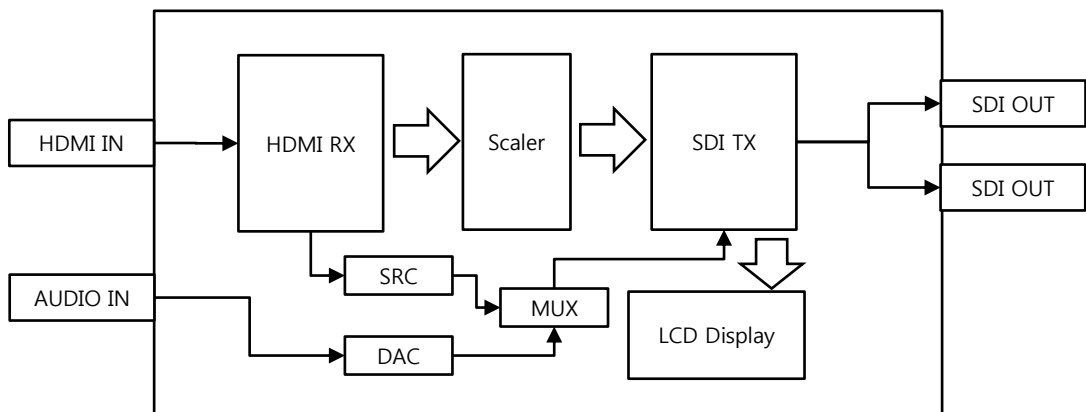 SDI OUT
HDMI IN
HDMI RX
Scaler
SDI TX
SDI OUT
SRC
AUDIO IN
MUX
LCD Display
DAC